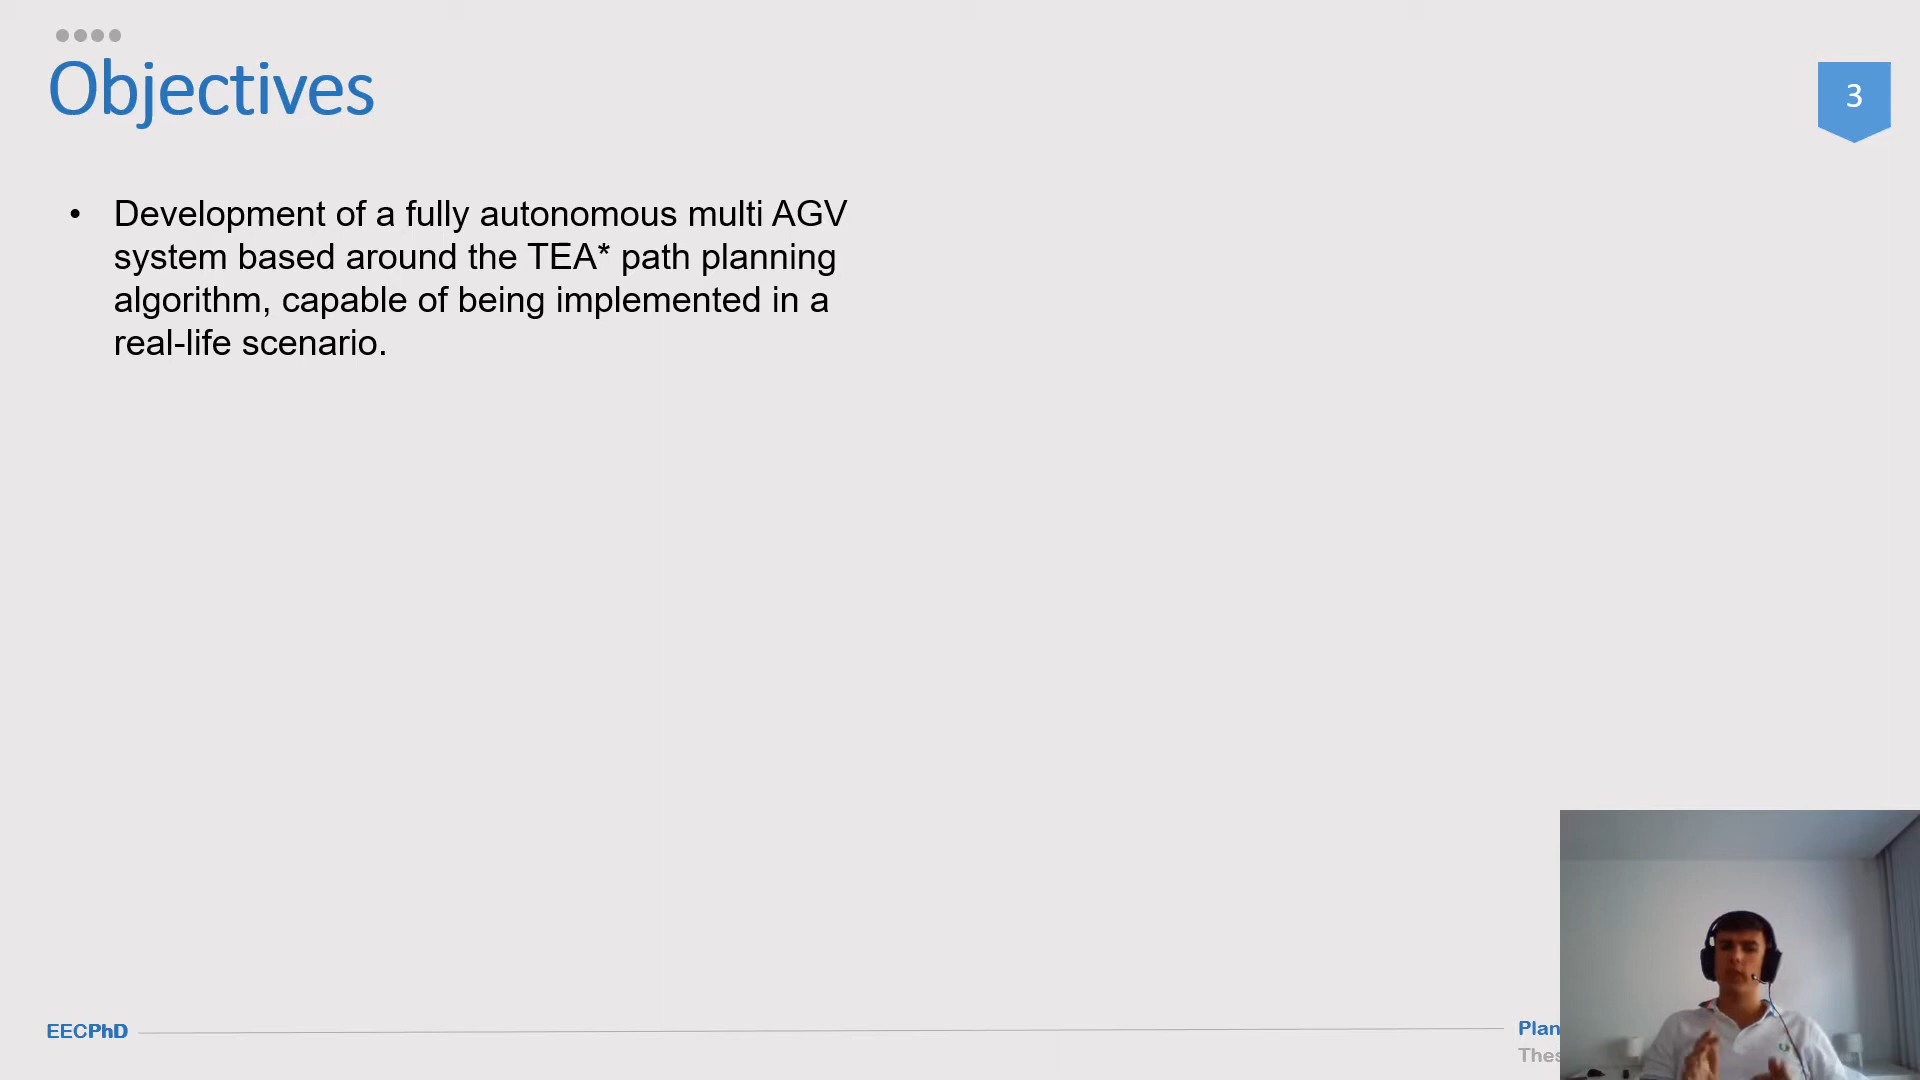 Objectives
3
• Development of a fully autonomous multi AGV
system based around the TEA* path planning
algorithm, capable of being implemented in a
real-life scenario.
EECPhD